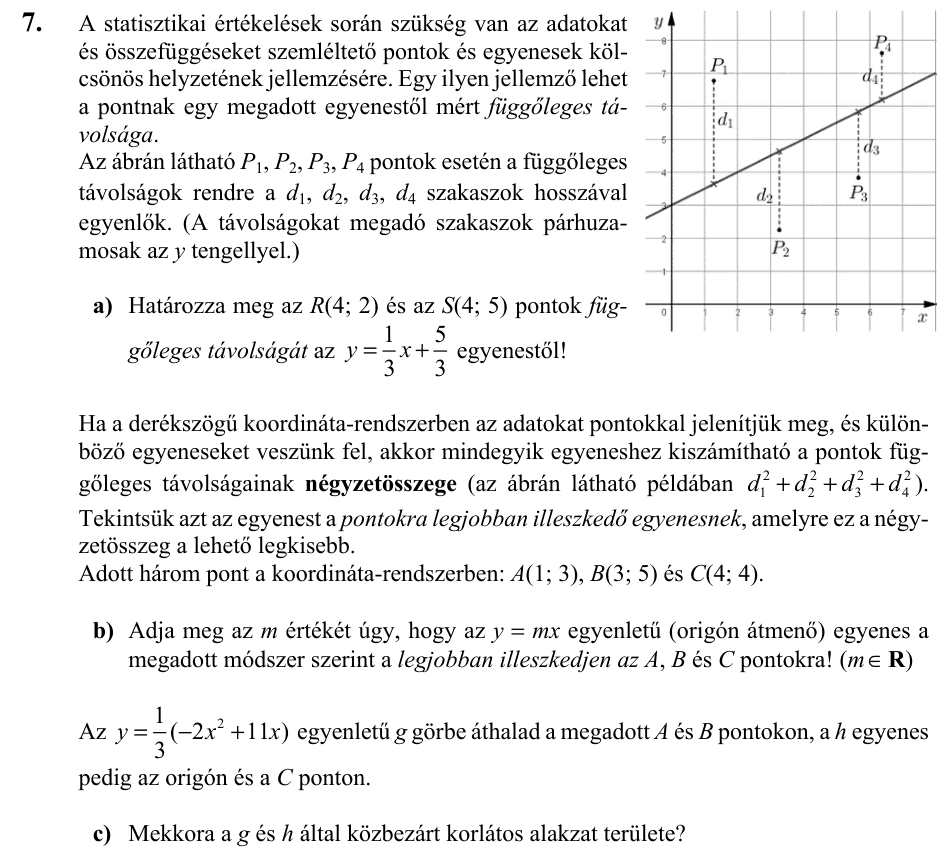 7. A statisztikai értékelések során szükség van az adatokat
és összefüggéseket szemléltető pontok és egyenesek köl-
csönös helyzetének jellemzésére. Egy ilyen jellemző lehet
a pontnak egy megadott egyenestől mért függőleges tá-
volsága.
Az ábrán látható P₁, P₂, P₃, P₄ pontok esetén a függőleges
távolságok rendre a d₁, d₂, d₃, d₄ szakaszok hosszával
egyenlők. (A távolságokat megadó szakaszok párhuza-
mosak az y tengellyel.)
y
8
7
6
5
4
3
2
1
0 1 2 3 4 5 6 7 x
P₁
d₁
d₂
P₂
d₃
P₃
P₄
d₄
a) Határozza meg az R(4; 2) és az S(4; 5) pontok füg-
gőleges távolságát az y = 1/3 x + 5/3 egyenestől!
Ha a derékszögű koordináta-rendszerben az adatokat pontokkal jelenítjük meg, és külön-
böző egyeneseket veszünk fel, akkor mindegyik egyeneshez kiszámítható a pontok füg-
gőleges távolságainak négyzetösszege (az ábrán látható példában d₁² + d₂² + d₃² + d₄²).
Tekintsük azt az egyenest a pontokra legjobban illeszkedő egyenesnek, amelyre ez a négy-
zetösszeg a lehető legkisebb.
Adott három pont a koordináta-rendszerben: A(1; 3), B(3; 5) és C(4; 4).
b) Adja meg az m értékét úgy, hogy az y = mx egyenletű (origón átmenő) egyenes a
megadott módszer szerint a legjobban illeszkedjen az A, B és C pontokra! (m ∈ R)
Az y = 1/3 (−2x² + 11x) egyenletű g görbe áthalad a megadott A és B pontokon, a h egyenes
pedig az origón és a C ponton.
c) Mekkora a g és h által közbezárt korlátos alakzat területe?